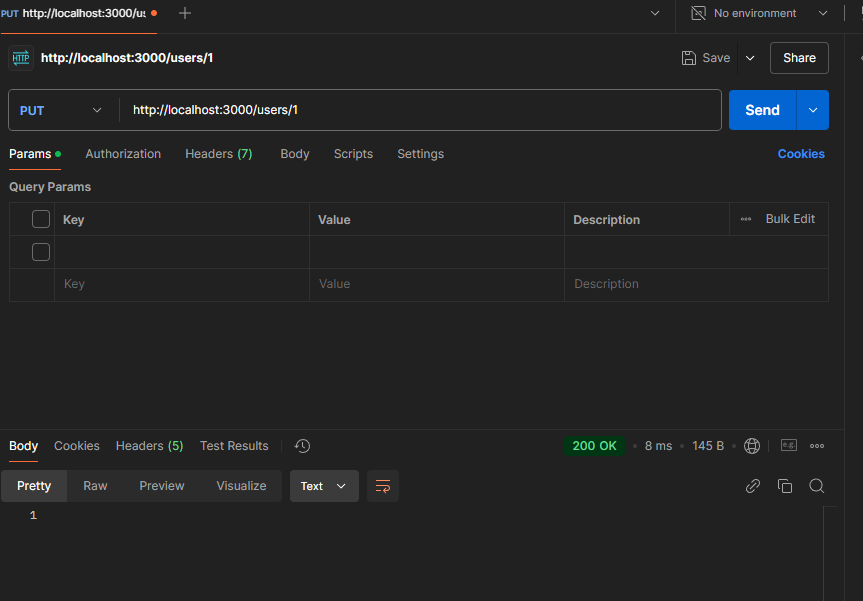 PUT http://localhost:3000/us
No environment
HTTP http://localhost:3000/users/1
Save
Share
PUT http://localhost:3000/users/1
Send
Params Authorization Headers (7) Body Scripts Settings Cookies
Query Params
Key Value Description Bulk Edit
Key Value Description
Body Cookies Headers (5) Test Results 200 OK 8 ms 145 B e.g.
Pretty Raw Preview Visualize Text
1